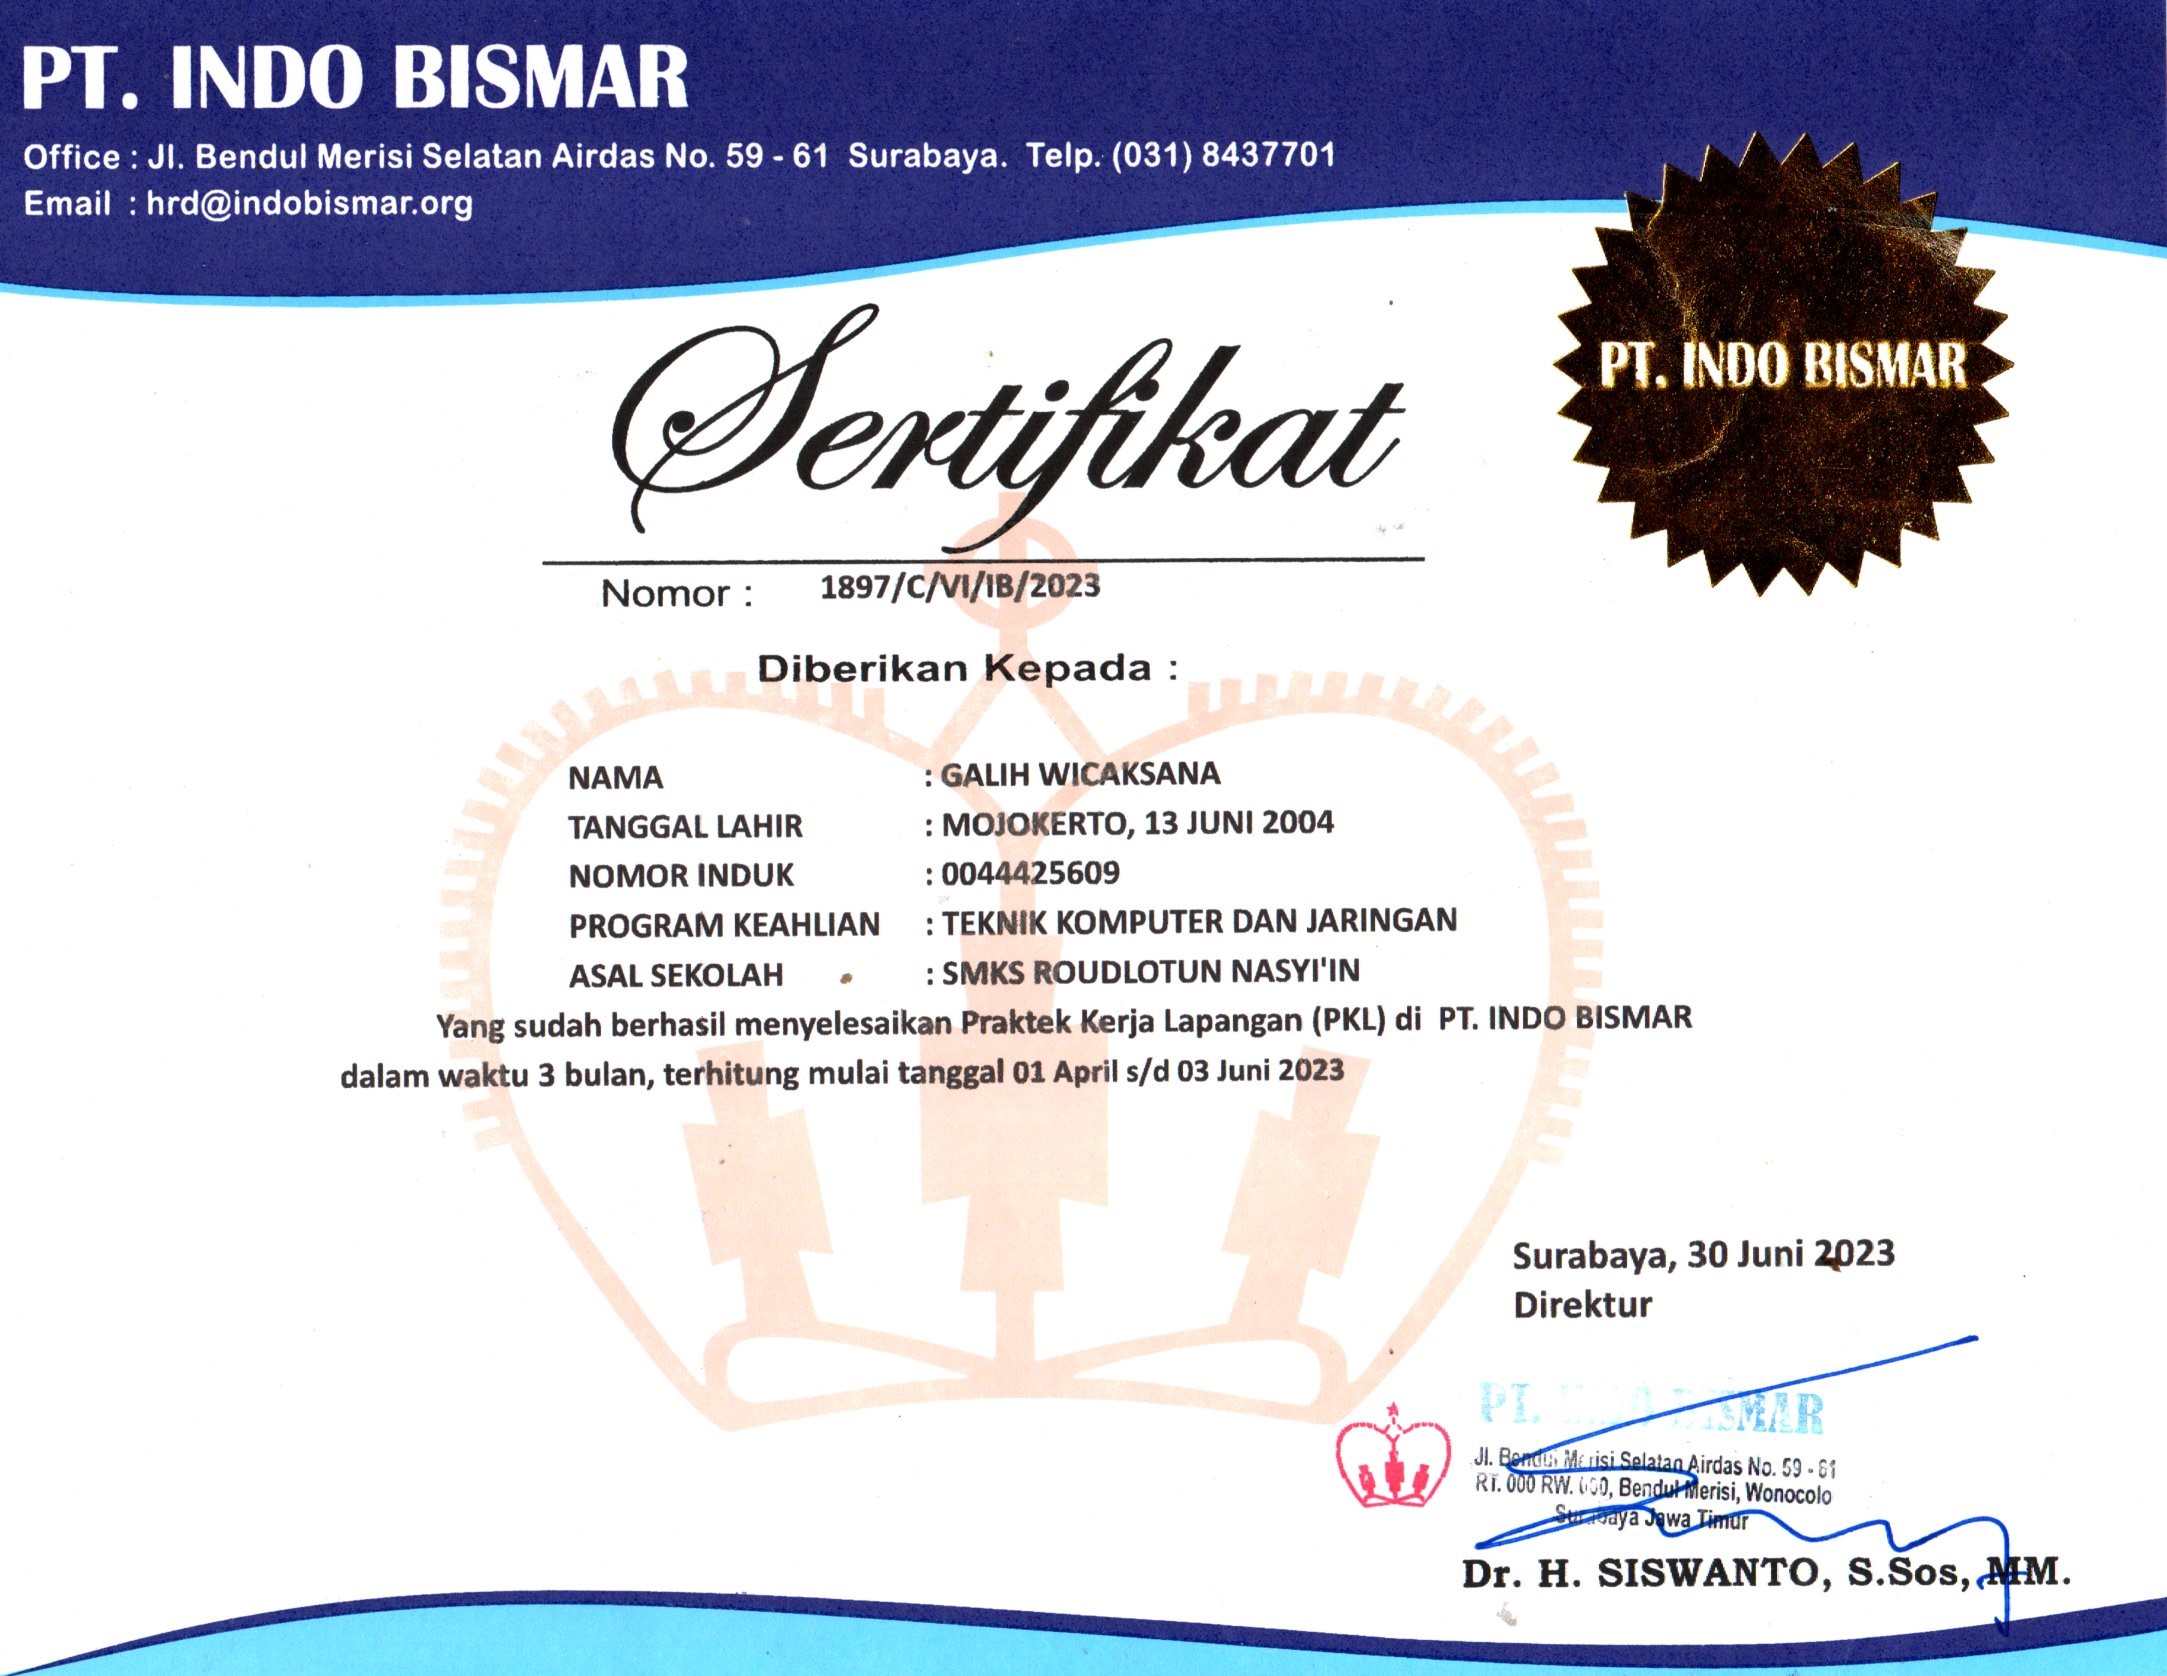 PT. INDO BISMAR
Office : Jl. Bendul Merisi Selatan Airdas No. 59 - 61 Surabaya. Telp. (031) 8437701
Email : hrd@indobismar.org
PT. INDO BISMAR
Sertifikat
Nomor : 1897/C/VI/IB/2023
Diberikan Kepada :
NAMA : GALIH WICAKSANA
TANGGAL LAHIR : MOJOKERTO, 13 JUNI 2004
NOMOR INDUK : 0044425609
PROGRAM KEAHLIAN : TEKNIK KOMPUTER DAN JARINGAN
ASAL SEKOLAH : SMKS ROUDLOTUN NASYI'IN
Yang sudah berhasil menyelesaikan Praktek Kerja Lapangan (PKL) di PT. INDO BISMAR
dalam waktu 3 bulan, terhitung mulai tanggal 01 April s/d 03 Juni 2023
Surabaya, 30 Juni 2023
Direktur
PT. INDO BISMAR
Jl. Bendul Merisi Selatan Airdas No. 59 - 61
RT. 000 RW. 000, Bendul Merisi, Wonocolo
Surabaya Jawa Timur
Dr. H. SISWANTO, S.Sos, MM.